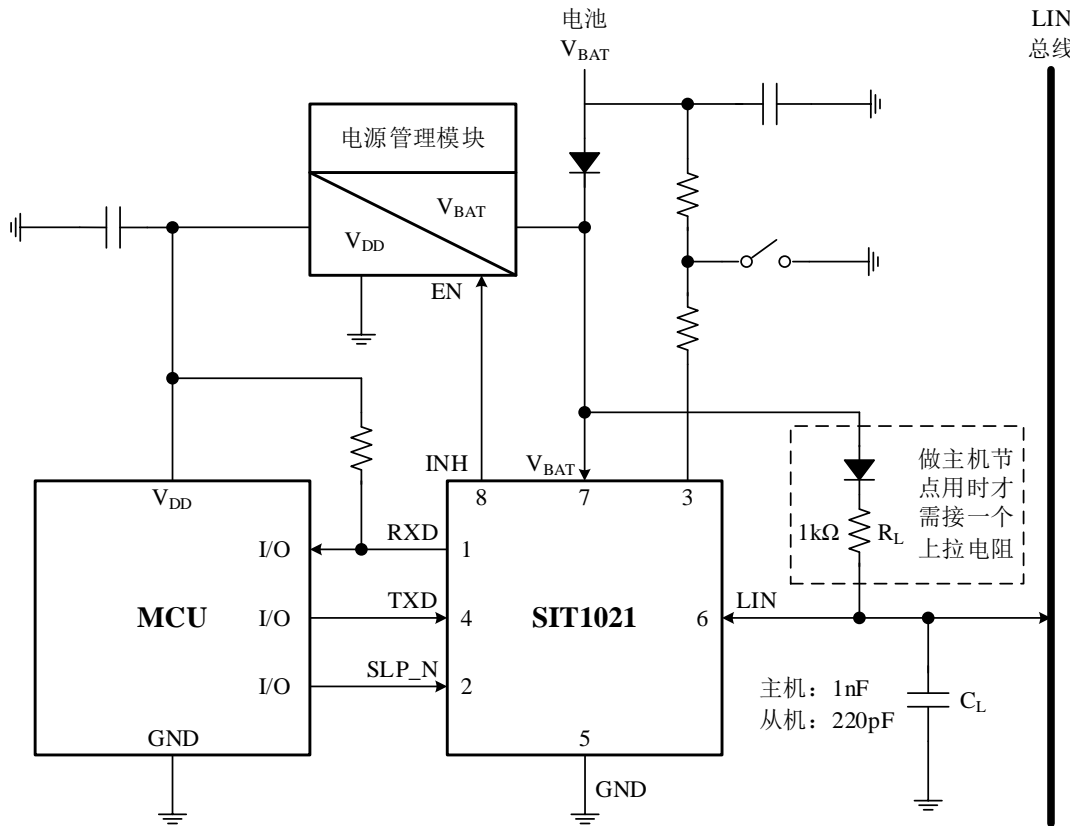 电池
V_BAT
LIN
总线
电源管理模块
V_BAT
V_DD
EN
INH
V_BAT
8
7
3
做主机节
点用时才
需接一个
上拉电阻
1kΩ
R_L
V_DD
I/O
RXD
1
MCU
I/O
TXD
4
SIT1021
6
LIN
I/O
SLP_N
2
主机：1nF
从机：220pF
C_L
GND
5
GND